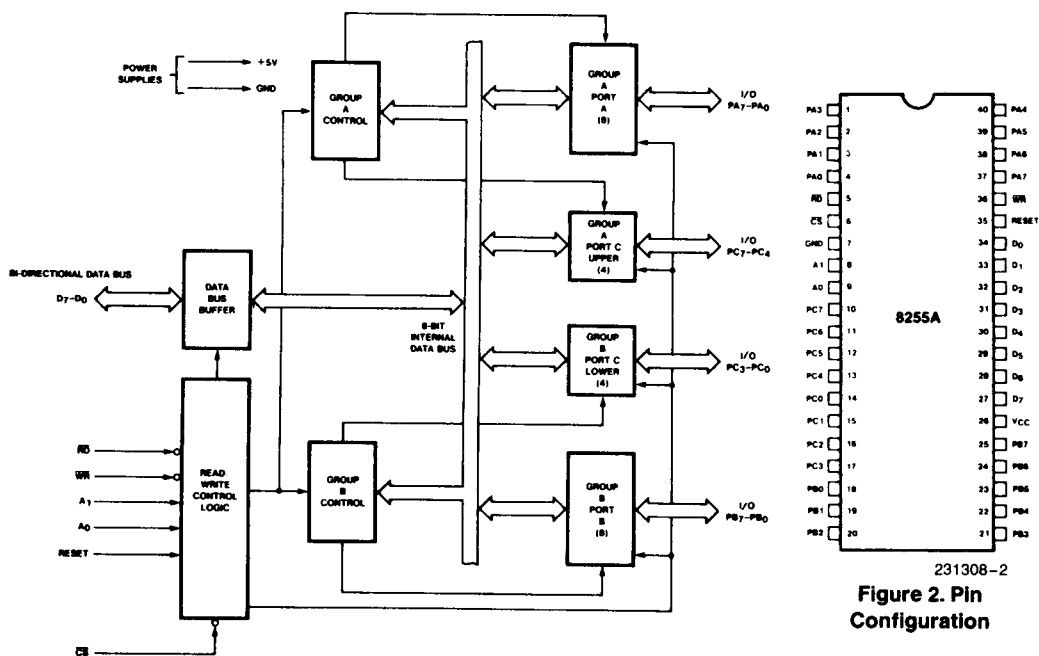 POWER
SUPPLIES
+5V
GND
GROUP
A
CONTROL
GROUP
A
PORT
A
(8)
I/O
PA7-PA0
GROUP
A
PORT C
UPPER
(4)
I/O
PC7-PC4
BI-DIRECTIONAL DATA BUS
D7-D0
DATA
BUS
BUFFER
8-BIT
INTERNAL
DATA BUS
GROUP
B
PORT C
LOWER
(4)
I/O
PC3-PC0
R̅D̅
W̅R̅
A1
A0
RESET
C̅S̅
READ
WRITE
CONTROL
LOGIC
GROUP
B
CONTROL
GROUP
B
PORT
B
(8)
I/O
PB7-PB0
PA3 1 40 PA4
PA2 2 39 PA5
PA1 3 38 PA6
PA0 4 37 PA7
R̅D̅ 5 36 W̅R̅
C̅S̅ 6 35 RESET
GND 7 34 D0
A1 8 33 D1
A0 9 32 D2
PC7 10 31 D3
8255A
PC6 11 30 D4
PC5 12 29 D5
PC4 13 28 D6
PC0 14 27 D7
PC1 15 26 VCC
PC2 16 25 PB7
PC3 17 24 PB6
PB0 18 23 PB5
PB1 19 22 PB4
PB2 20 21 PB3
231308-2
Figure 2. Pin
Configuration